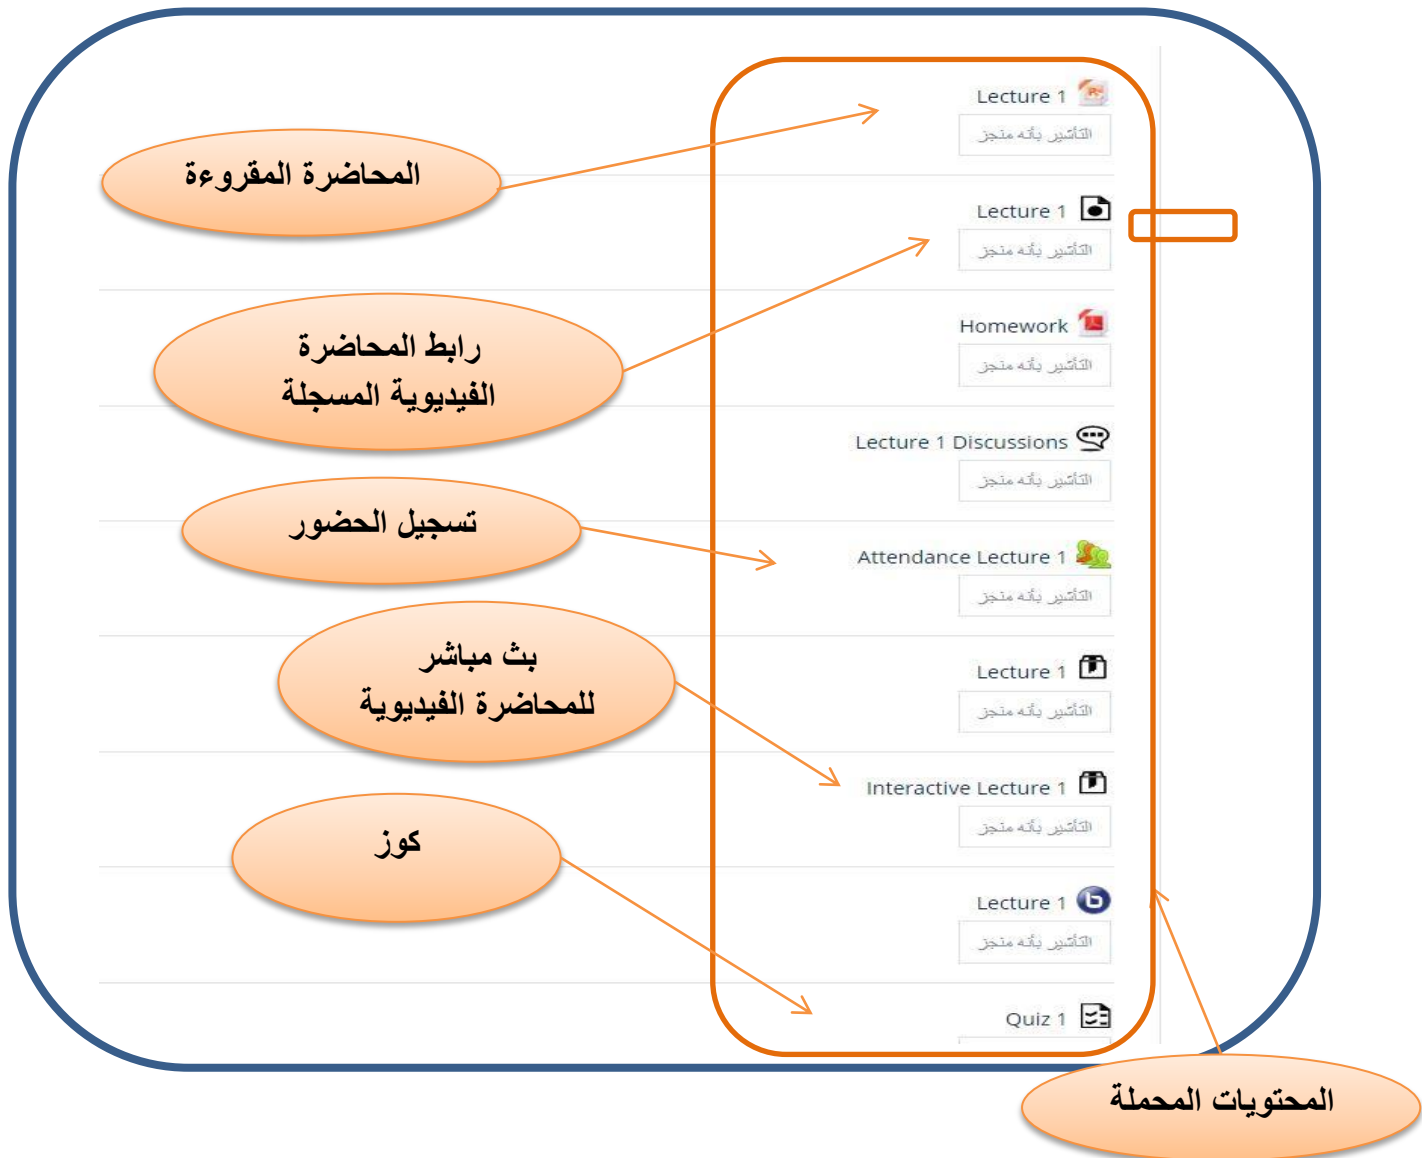 Lecture 1
التأشير بأنه منجز
المحاضرة المقروءة
Lecture 1
التأشير بأنه منجز
Homework
التأشير بأنه منجز
رابط المحاضرة
الفيديوية المسجلة
Lecture 1 Discussions
التأشير بأنه منجز
تسجيل الحضور
Attendance Lecture 1
التأشير بأنه منجز
بث مباشر
للمحاضرة الفيديوية
Lecture 1
التأشير بأنه منجز
Interactive Lecture 1
التأشير بأنه منجز
كوز
Lecture 1
التأشير بأنه منجز
Quiz 1
المحتويات المحملة